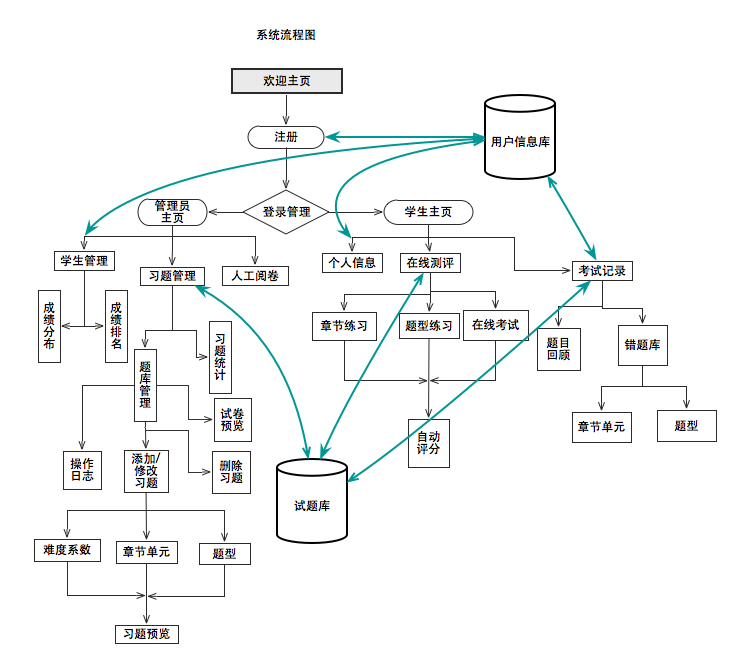 系统流程图
欢迎主页
注册
用户信息库
管理员
主页
登录管理
学生主页
学生管理
习题管理
人工阅卷
个人信息
在线测评
考试记录
成绩分布
成绩排名
习题统计
题库管理
章节练习
题型练习
在线考试
题目
回顾
错题库
试卷
预览
章节单元
题型
自动
评分
操作
日志
添加/
修改
习题
删除
习题
试题库
难度系数
章节单元
题型
习题预览